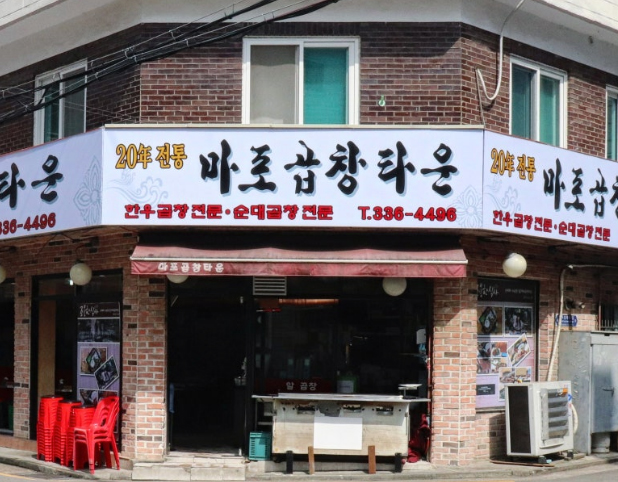 타운
336-4496
20年 전통 마포곱창타운
한우곱창전문·순대곱창전문 T.336-4496
20年 전통 마포곱창
한우곱창전문·순대곱창전문
마포곱창타운
알 곱창